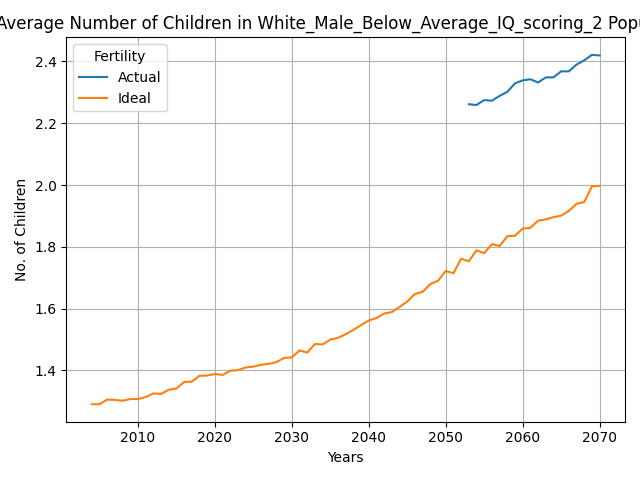 Average Number of Children in White_Male_Below_Average_IQ_scoring_2 Popu
Fertility
Actual
Ideal
2.4
2.2
2.0
1.8
1.6
1.4
No. of Children
2010 2020 2030 2040 2050 2060 2070
Years